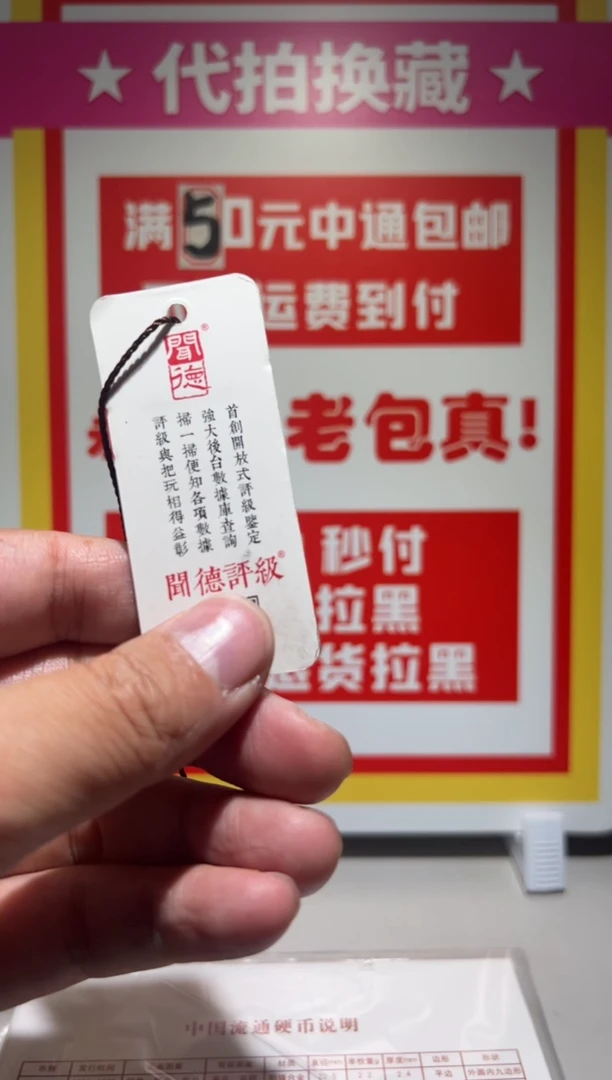 ★代拍换藏★
满50元中通包邮
运费到付
老包真!
秒付
拉黑
退货拉黑
聞德®
首創開放式評級鑒定
強大後台數據庫查詢
掃一掃便知各項數據
評級與把玩相得益彰
聞德評級®
中国流通硬币说明